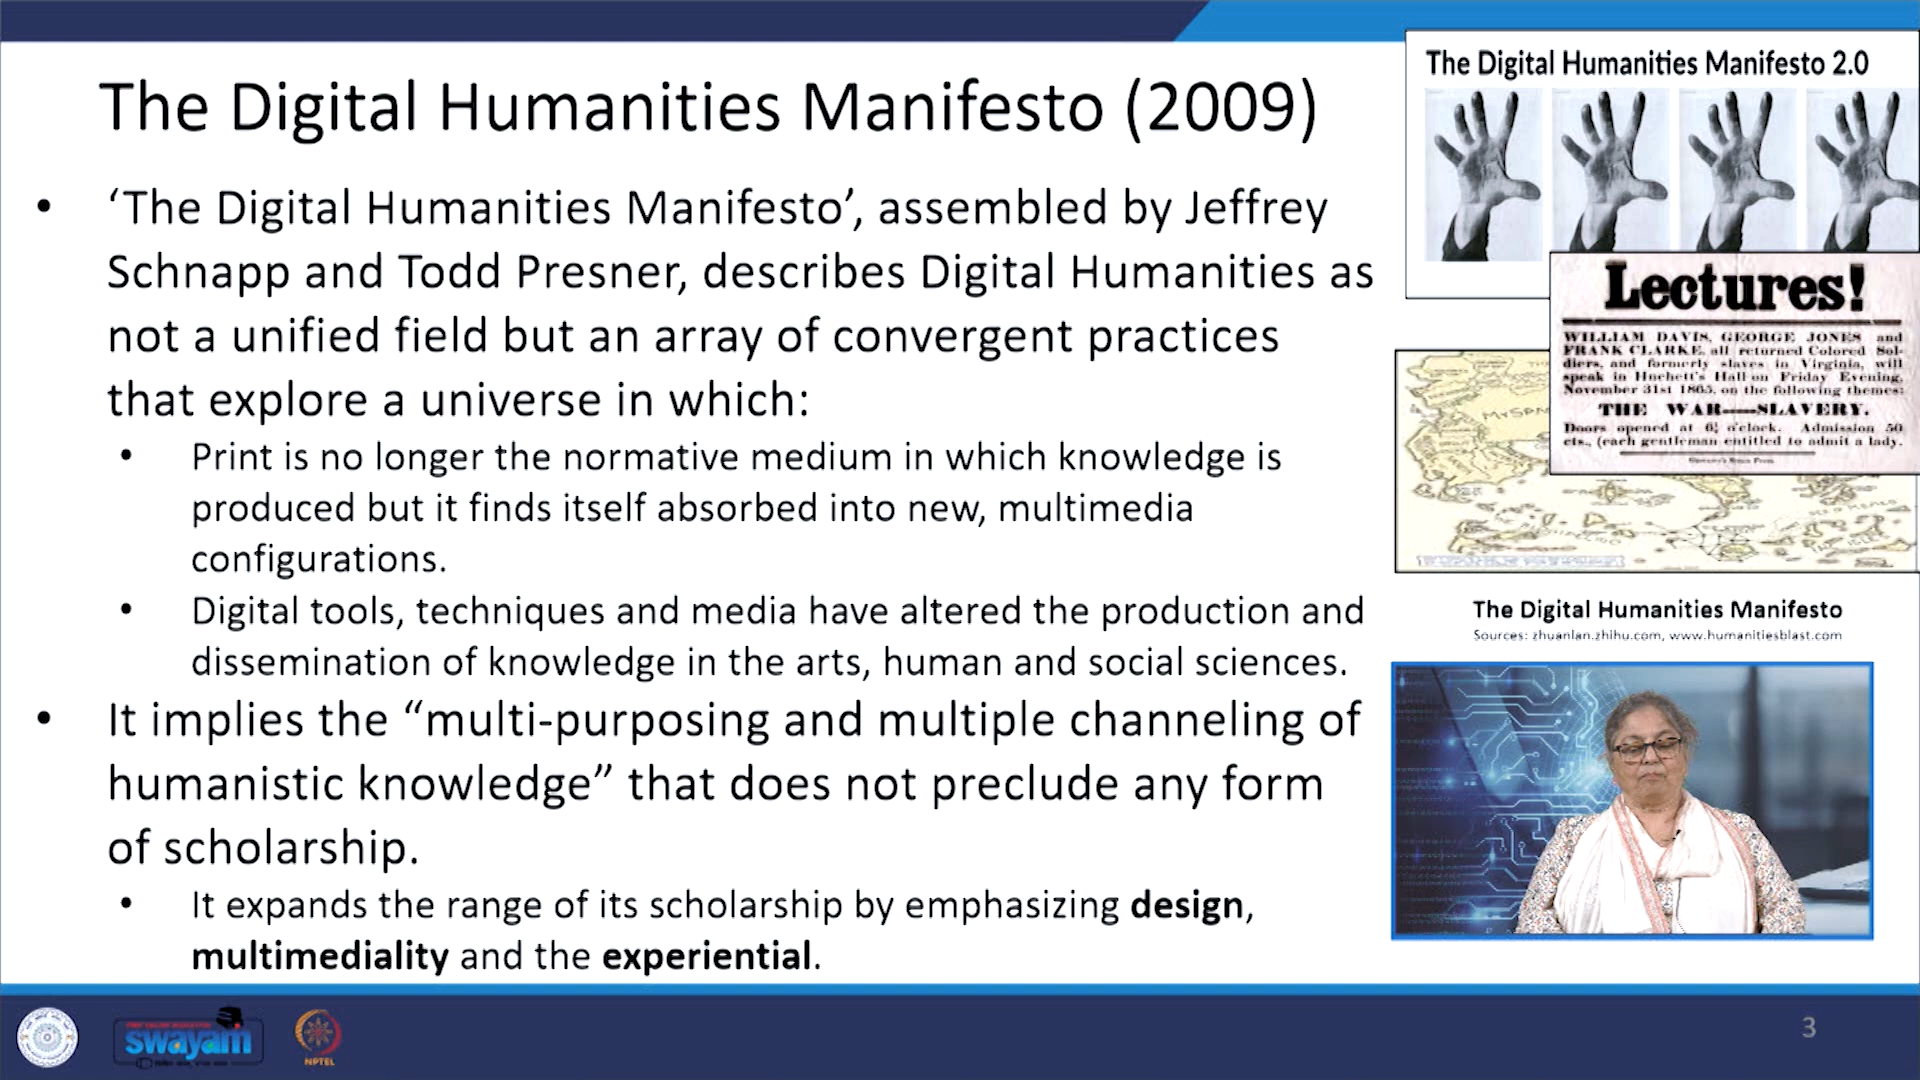 The Digital Humanities Manifesto (2009)
• ‘The Digital Humanities Manifesto’, assembled by Jeffrey
Schnapp and Todd Presner, describes Digital Humanities as
not a unified field but an array of convergent practices
that explore a universe in which:
• Print is no longer the normative medium in which knowledge is
produced but it finds itself absorbed into new, multimedia
configurations.
• Digital tools, techniques and media have altered the production and
dissemination of knowledge in the arts, human and social sciences.
• It implies the “multi-purposing and multiple channeling of
humanistic knowledge” that does not preclude any form
of scholarship.
• It expands the range of its scholarship by emphasizing design,
multimediality and the experiential.
The Digital Humanities Manifesto 2.0
Lectures!
WILLIAM DAVIS, GEORGE JONES and
FRANK CLARKE, all returned Colored Sol-
diers, and formerly slaves in Virginia, will
speak in Hachett's Hall on Friday Evening,
November 31st 1865, on the following themes:
THE WAR—SLAVERY.
Doors opened at 6½ o'clock. Admission 50
cts., (each gentleman entitled to admit a lady.
MYSPA
The Digital Humanities Manifesto
Sources: zhuanlan.zhihu.com, www.humanitiesblast.com
swayam
NPTEL
3